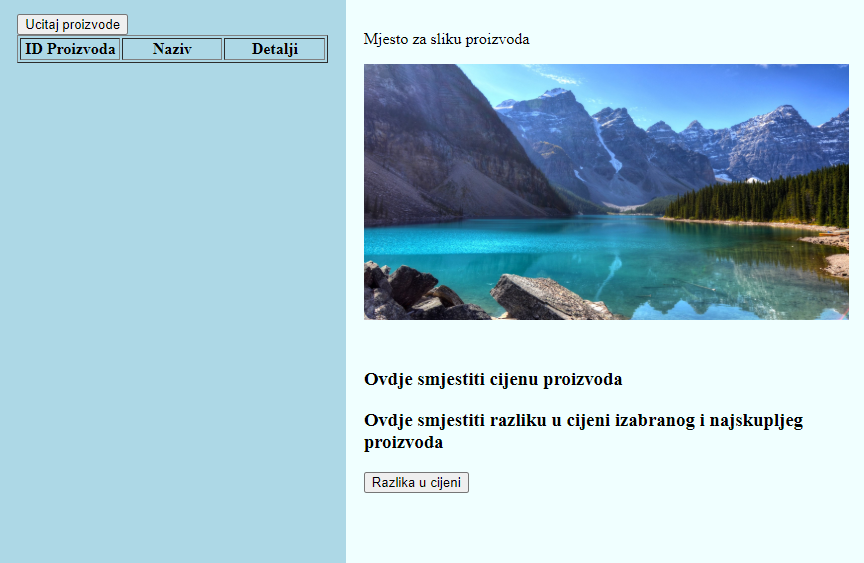 Ucitaj proizvode
ID Proizvoda Naziv Detalji
Mjesto za sliku proizvoda
Ovdje smjestiti cijenu proizvoda
Ovdje smjestiti razliku u cijeni izabranog i najskupljeg
proizvoda
Razlika u cijeni